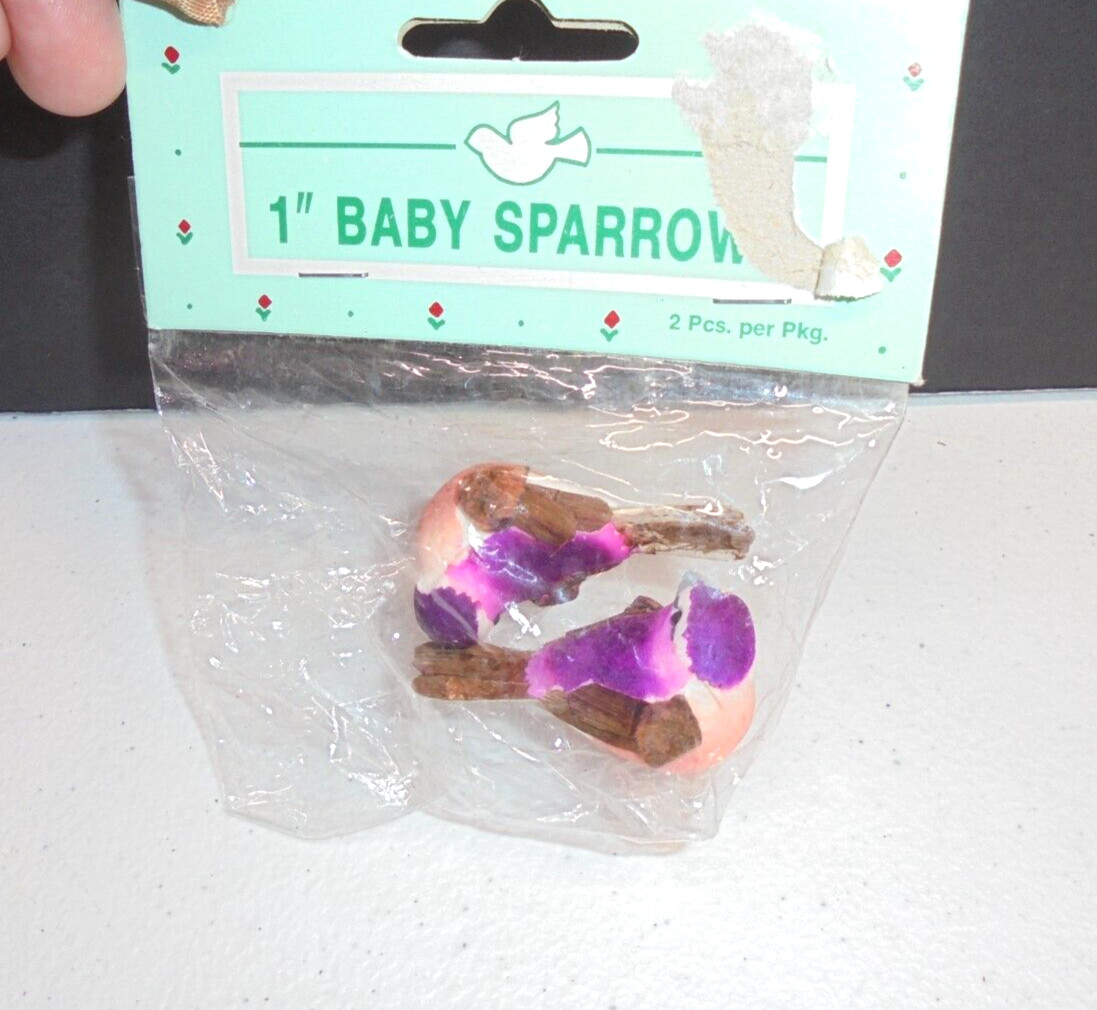 1" BABY SPARROW
2 Pcs. per Pkg.